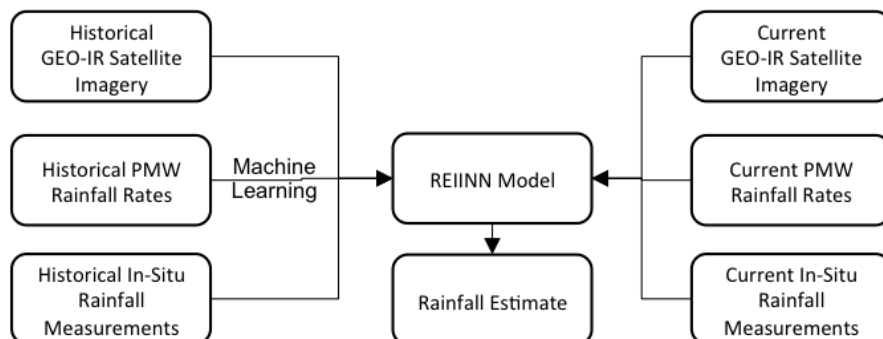 Historical
GEO-IR Satellite
Imagery
Current
GEO-IR Satellite
Imagery
Historical PMW
Rainfall Rates
Machine
Learning
REIINN Model
Current PMW
Rainfall Rates
Historical In-Situ
Rainfall
Measurements
Rainfall Estimate
Current In-Situ
Rainfall
Measurements